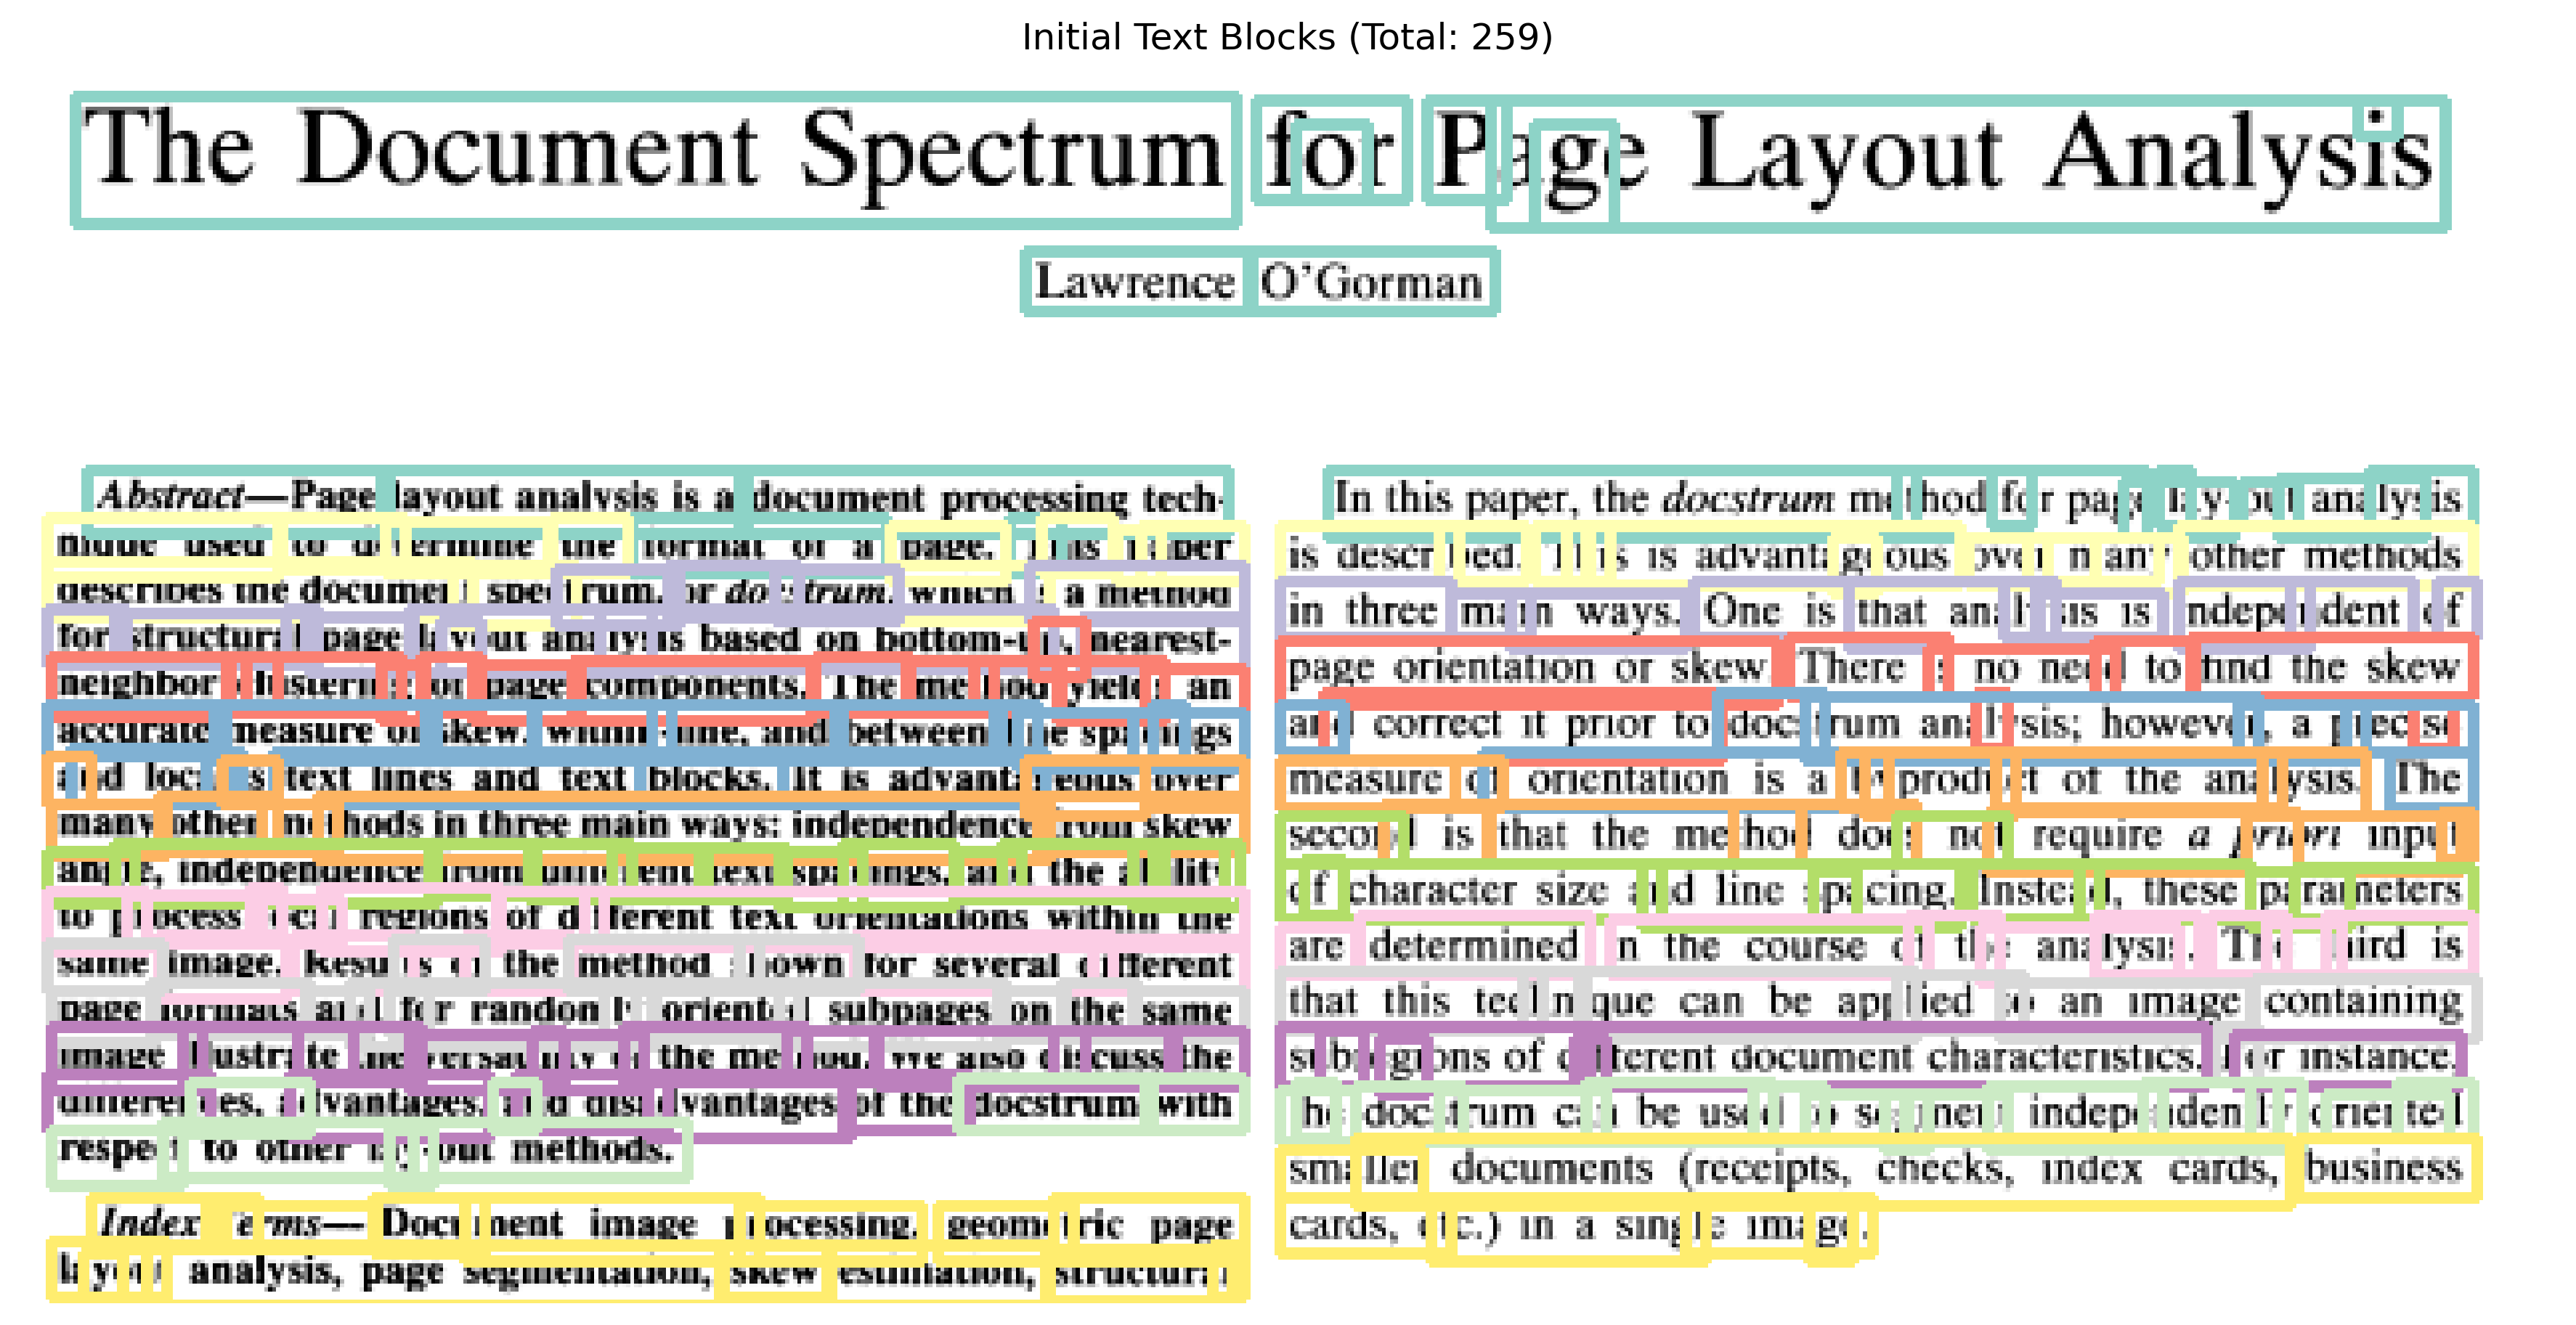 Initial Text Blocks (Total: 259)
The Document Spectrum for Page Layout Analysis
Lawrence O'Gorman
Abstract—Page layout analysis is a document processing tech-
nique used to determine the format of a page. This paper
describes the document spectrum, or docstrum, which is a method
for structural page layout analysis based on bottom-up, nearest-
neighbor clustering of page components. The method yields an
accurate measure of skew, within-line, and between-line spacings
and locates text lines and text blocks. It is advantageous over
many other methods in three main ways: independence from skew
angle, independence from different text spacings, and the ability
to process local regions of different text orientations within the
same image. Results of the method shown for several different
page formats and for randomly oriented subpages on the same
image illustrate the versatility of the method. We also discuss the
differences, advantages, and disadvantages of the docstrum with
respect to other lay-out methods.
Index Terms— Document image processing, geometric page
layout analysis, page segmentation, skew estimation, structural
In this paper, the docstrum method for page lay-out analysis
is described. This is advantageous over many other methods
in three main ways. One is that analysis is independent of
page orientation or skew. There is no need to find the skew
and correct it prior to docstrum analysis; however, a precise
measure of orientation is a by-product of the analysis. The
second is that the method does not require a priori input
of character size and line spacing. Instead, these parameters
are determined in the course of the analysis. The third is
that this technique can be applied to an image containing
subregions of different document characteristics. For instance,
the docstrum can be used to segment independently oriented
smaller documents (receipts, checks, index cards, business
cards, etc.) in a single image.